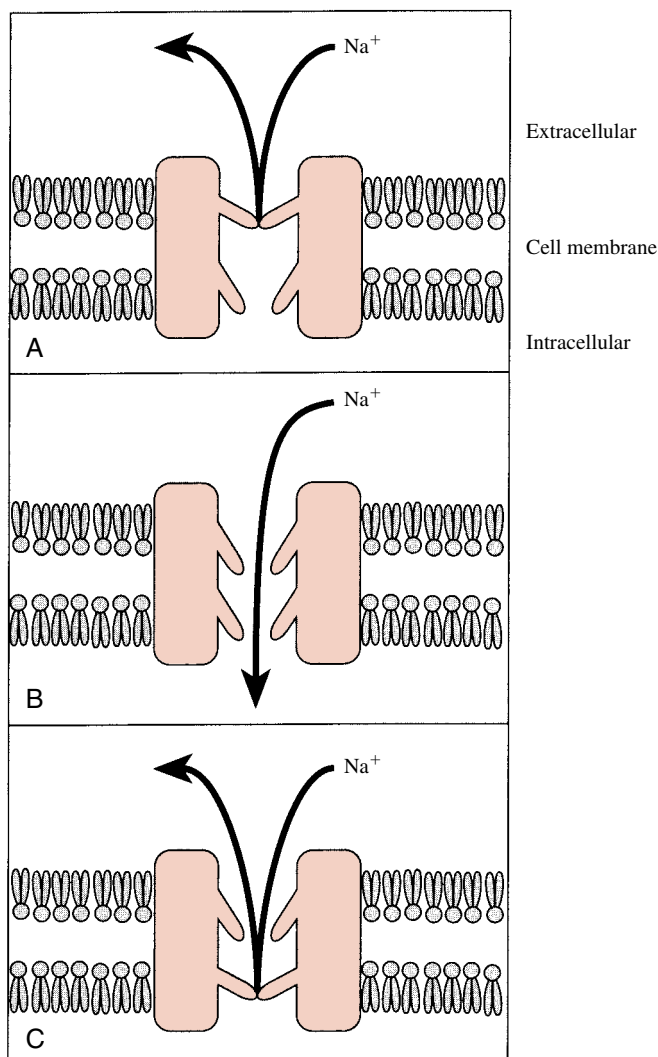 Na⁺
Extracellular
Cell membrane
Intracellular
A
Na⁺
B
Na⁺
C